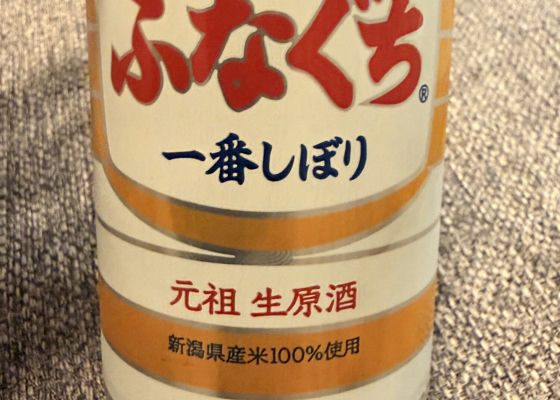 ふなぐち®
一番しぼり
元祖 生原酒
新潟県産米100%使用